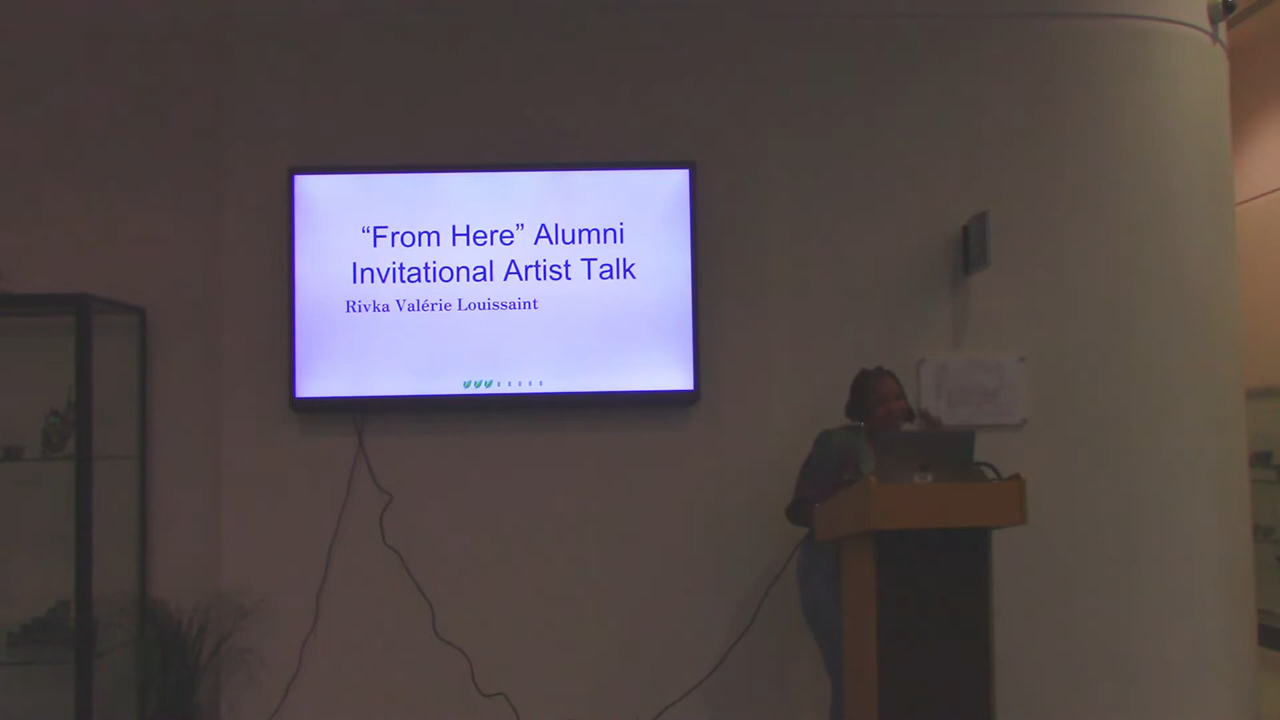 “From Here” Alumni
Invitational Artist Talk
Rivka Valérie Louissaint